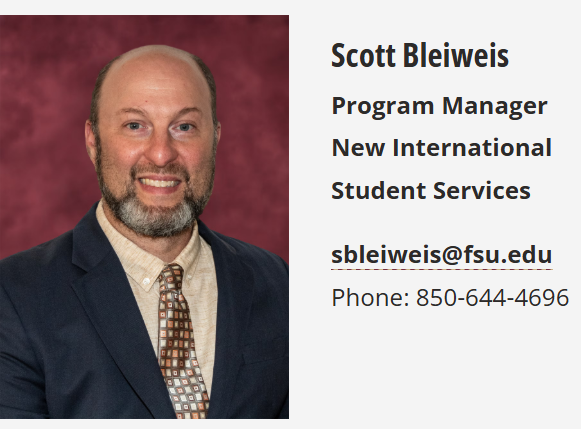 Scott Bleiweis
Program Manager
New International
Student Services
sbleiweis@fsu.edu
Phone: 850-644-4696